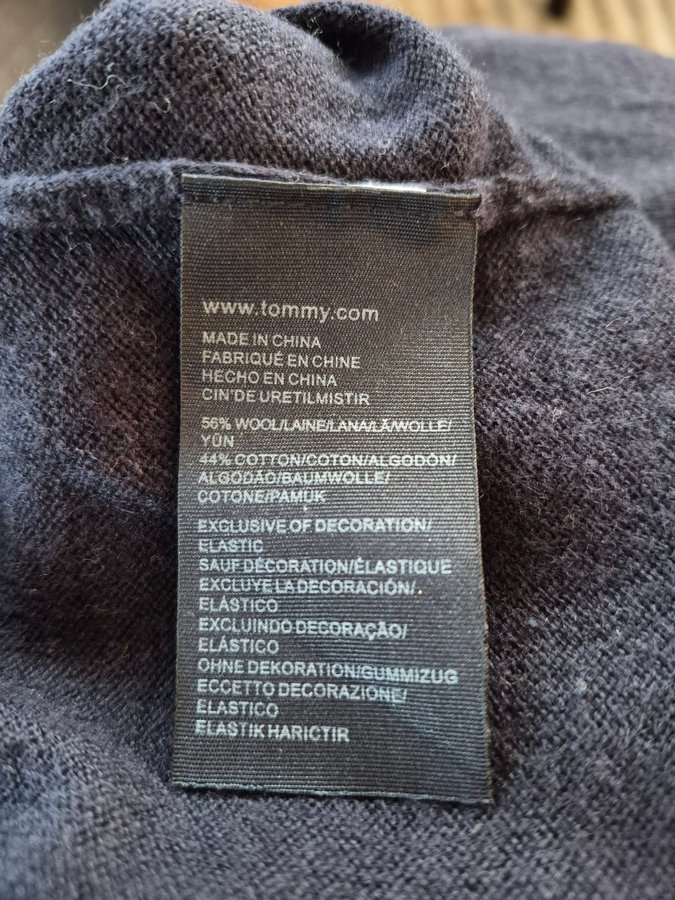 www.tommy.com
MADE IN CHINA
FABRIQUÉ EN CHINE
HECHO EN CHINA
CIN'DE URETILMISTIR
56% WOOL/LAINE/LANA/LÃ/WOLLE/
YÜN
44% COTTON/COTON/ALGODÓN/
ALGODÃO/BAUMWOLLE/
COTONE/PAMUK
EXCLUSIVE OF DECORATION/
ELASTIC
SAUF DÉCORATION/ÉLASTIQUE
EXCLUYE LA DECORACIÓN/.
ELÁSTICO
EXCLUINDO DECORAÇÃO/
ELÁSTICO
OHNE DEKORATION/GUMMIZUG
ECCETTO DECORAZIONE/
ELASTICO
ELASTIK HARICTIR